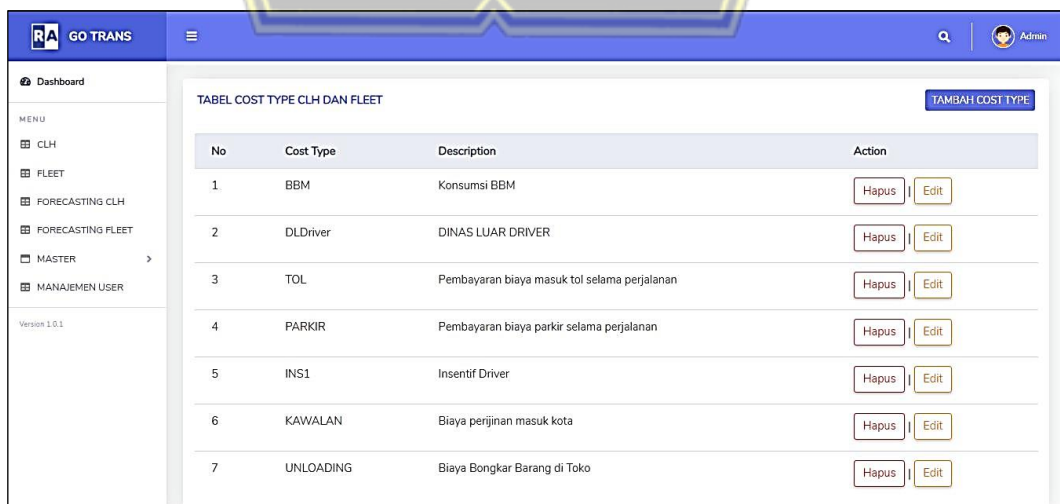 RA GO TRANS
Admin
Dashboard
MENU
CLH
FLEET
FORECASTING CLH
FORECASTING FLEET
MASTER
MANAJEMEN USER
Version 1.0.1
TABEL COST TYPE CLH DAN FLEET
TAMBAH COST TYPE
No Cost Type Description Action
1 BBM Konsumsi BBM Hapus | Edit
2 DLDriver DINAS LUAR DRIVER Hapus | Edit
3 TOL Pembayaran biaya masuk tol selama perjalanan Hapus | Edit
4 PARKIR Pembayaran biaya parkir selama perjalanan Hapus | Edit
5 INS1 Insentif Driver Hapus | Edit
6 KAWALAN Biaya perijinan masuk kota Hapus | Edit
7 UNLOADING Biaya Bongkar Barang di Toko Hapus | Edit